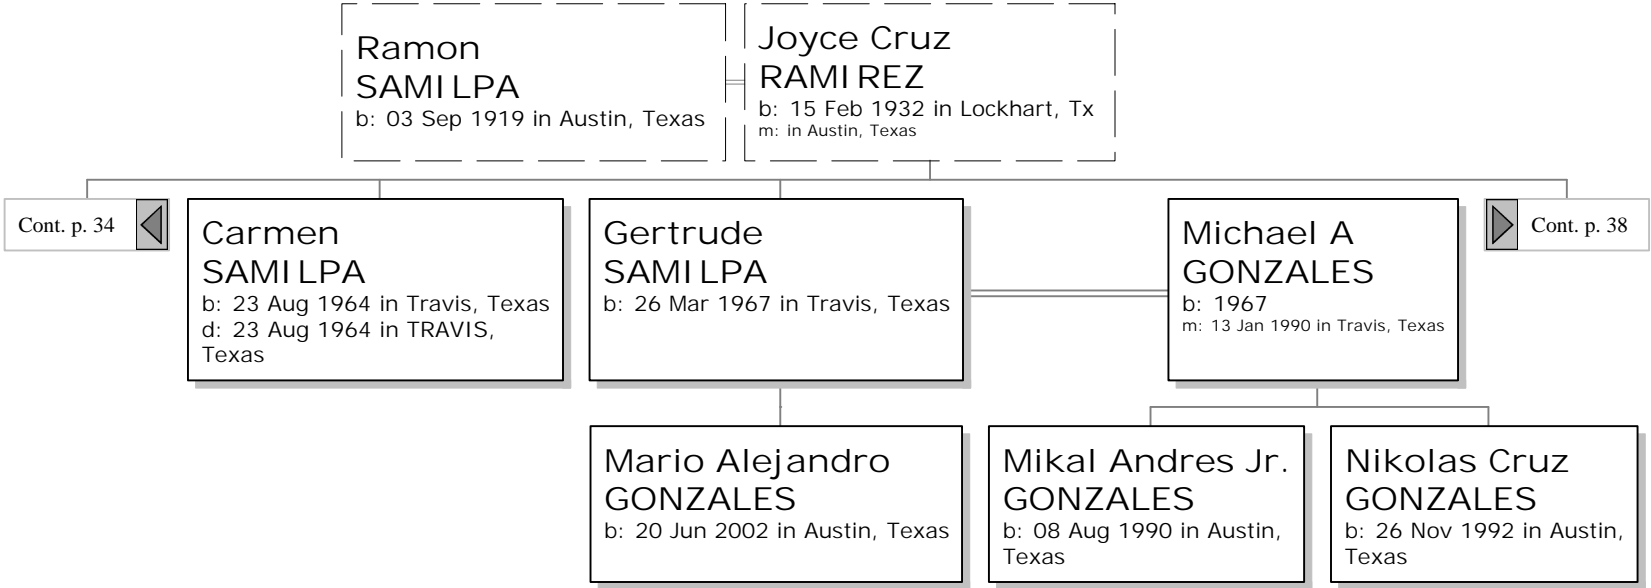 Ramon
SAMILPA
b: 03 Sep 1919 in Austin, Texas
Joyce Cruz
RAMIREZ
b: 15 Feb 1932 in Lockhart, Tx
m: in Austin, Texas
Cont. p. 34
Carmen
SAMILPA
b: 23 Aug 1964 in Travis, Texas
d: 23 Aug 1964 in TRAVIS,
Texas
Gertrude
SAMILPA
b: 26 Mar 1967 in Travis, Texas
Michael A
GONZALES
b: 1967
m: 13 Jan 1990 in Travis, Texas
Cont. p. 38
Mario Alejandro
GONZALES
b: 20 Jun 2002 in Austin, Texas
Mikal Andres Jr.
GONZALES
b: 08 Aug 1990 in Austin,
Texas
Nikolas Cruz
GONZALES
b: 26 Nov 1992 in Austin,
Texas